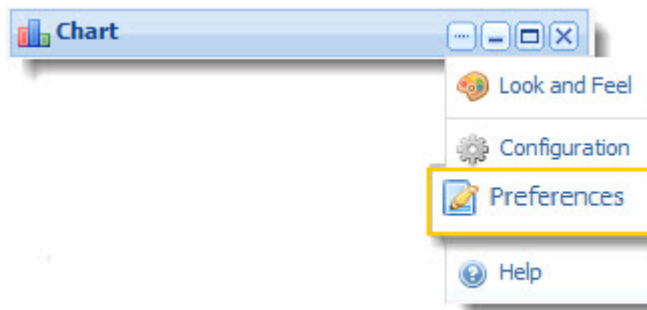 Chart
Look and Feel
Configuration
Preferences
Help